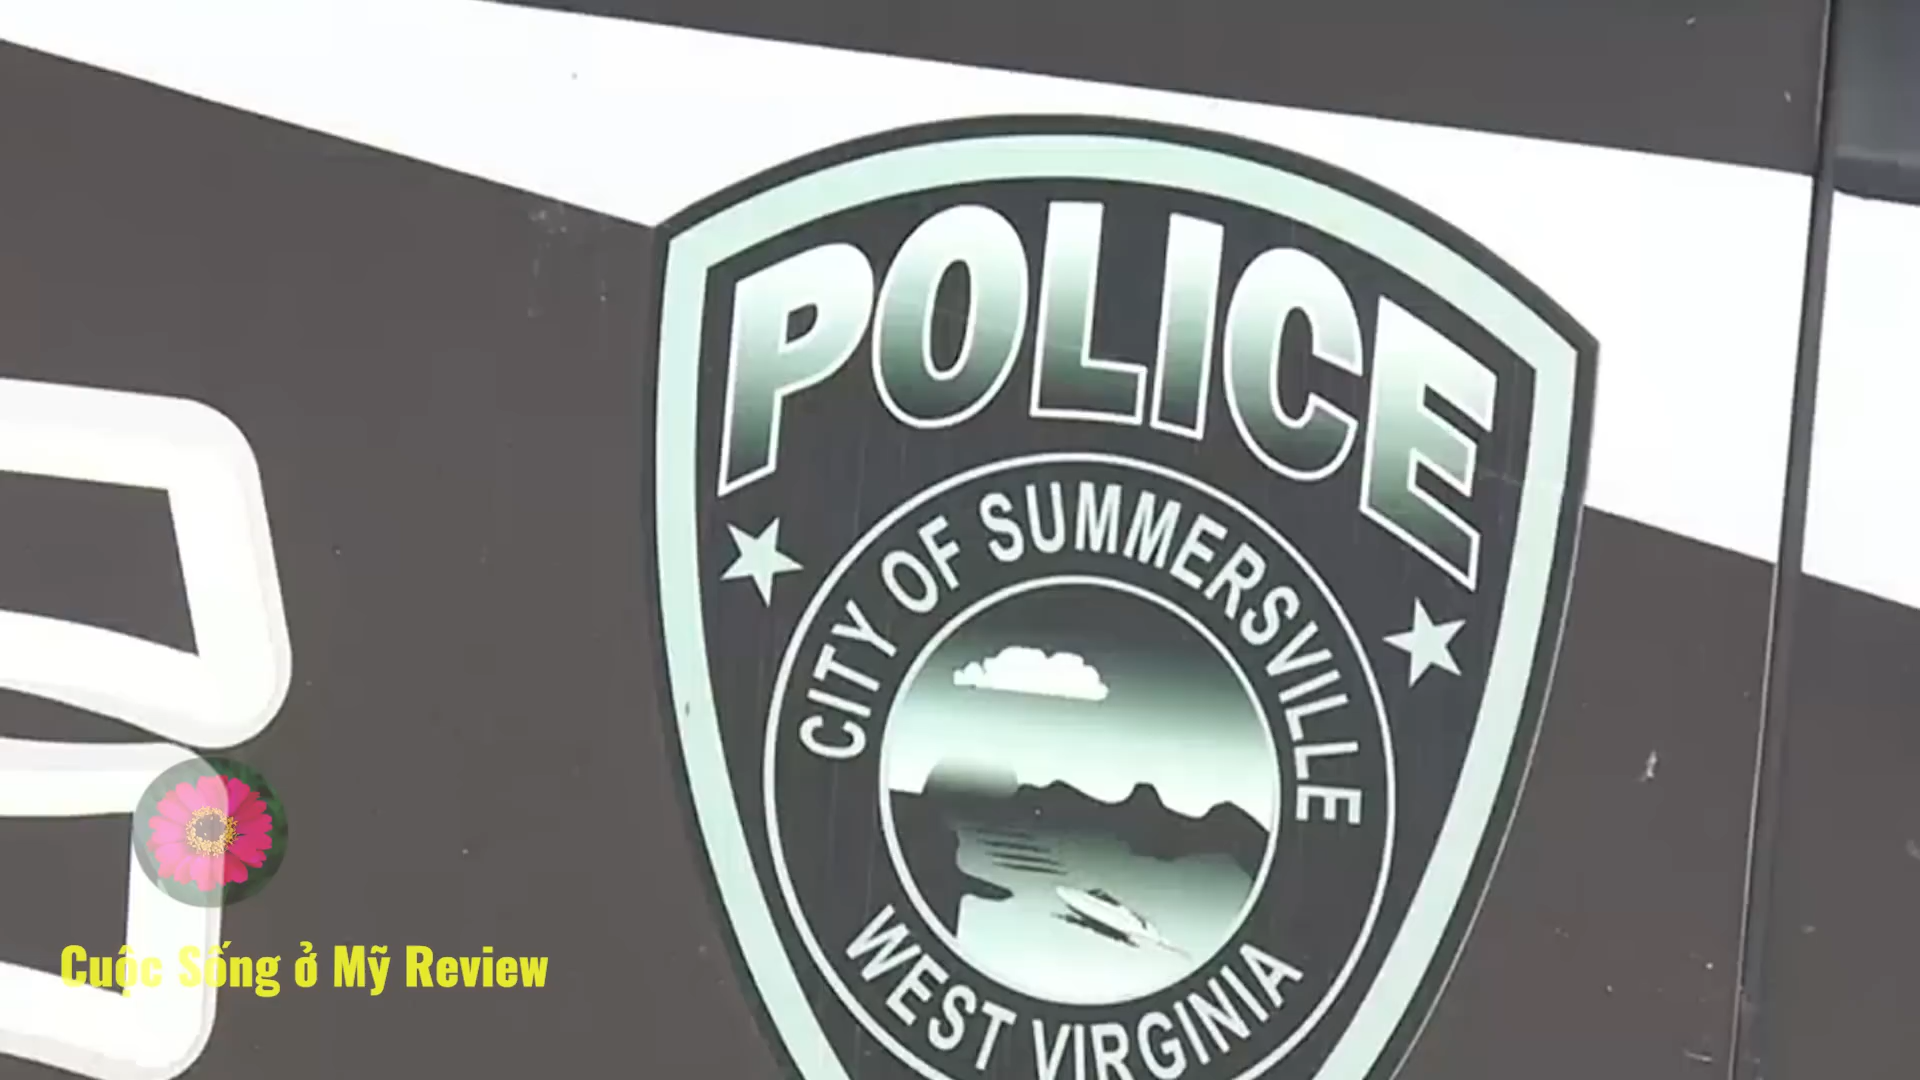 POLICE
CITY OF SUMMERSVILLE
WEST VIRGINIA
Cuộc Sống ở Mỹ Review